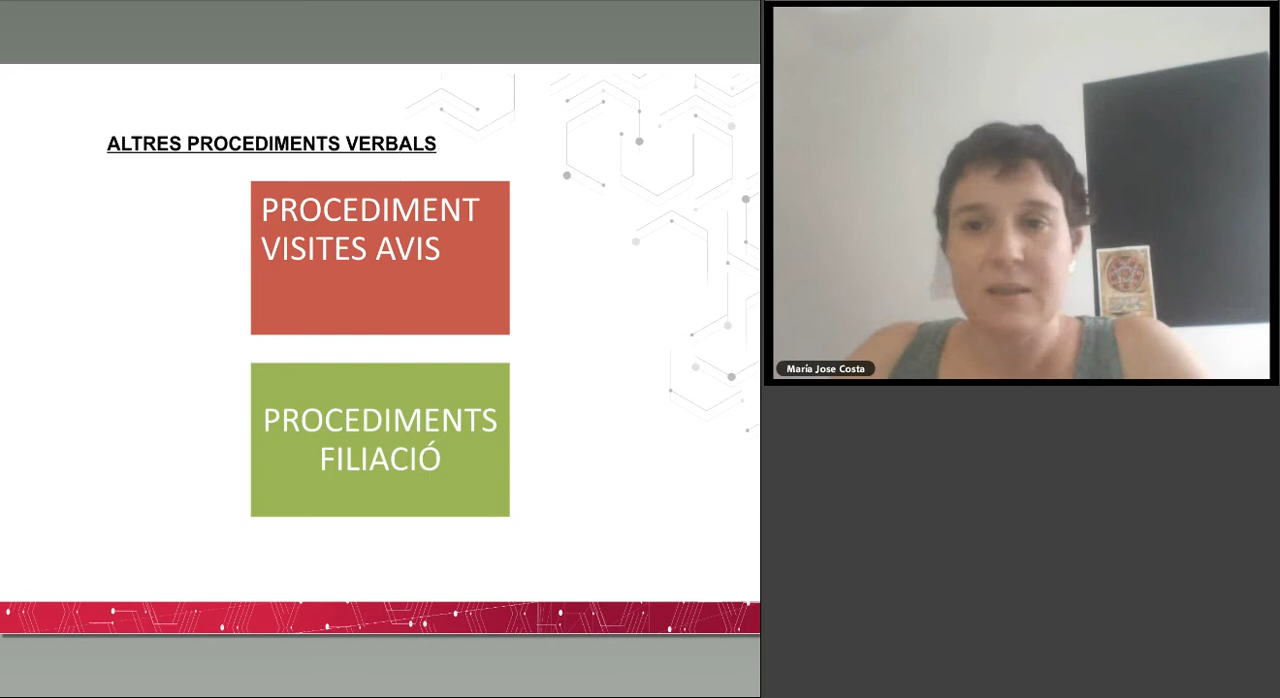 ALTRES PROCEDIMENTS VERBALS
PROCEDIMENT
VISITES AVIS
PROCEDIMENTS
FILIACIÓ
María Jose Costa